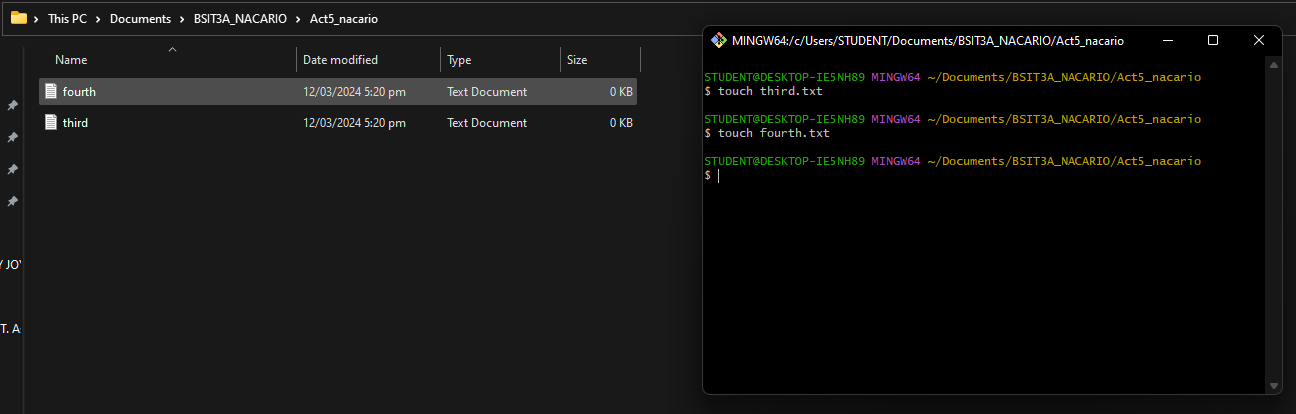 This PC > Documents > BSIT3A_NACARIO > Act5_nacario
Name Date modified Type Size
fourth 12/03/2024 5:20 pm Text Document 0 KB
third 12/03/2024 5:20 pm Text Document 0 KB
Y JOY
T. A
MINGW64:/c/Users/STUDENT/Documents/BSIT3A_NACARIO/Act5_nacario
STUDENT@DESKTOP-IE5NH89 MINGW64 ~/Documents/BSIT3A_NACARIO/Act5_nacario
$ touch third.txt
STUDENT@DESKTOP-IE5NH89 MINGW64 ~/Documents/BSIT3A_NACARIO/Act5_nacario
$ touch fourth.txt
STUDENT@DESKTOP-IE5NH89 MINGW64 ~/Documents/BSIT3A_NACARIO/Act5_nacario
$